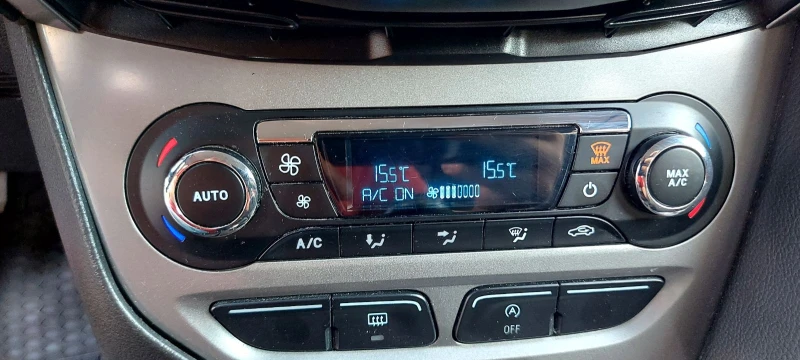 15.5°C 15.5°C
MAX
AUTO
A/C ON
MAX
A/C
A/C
A
OFF